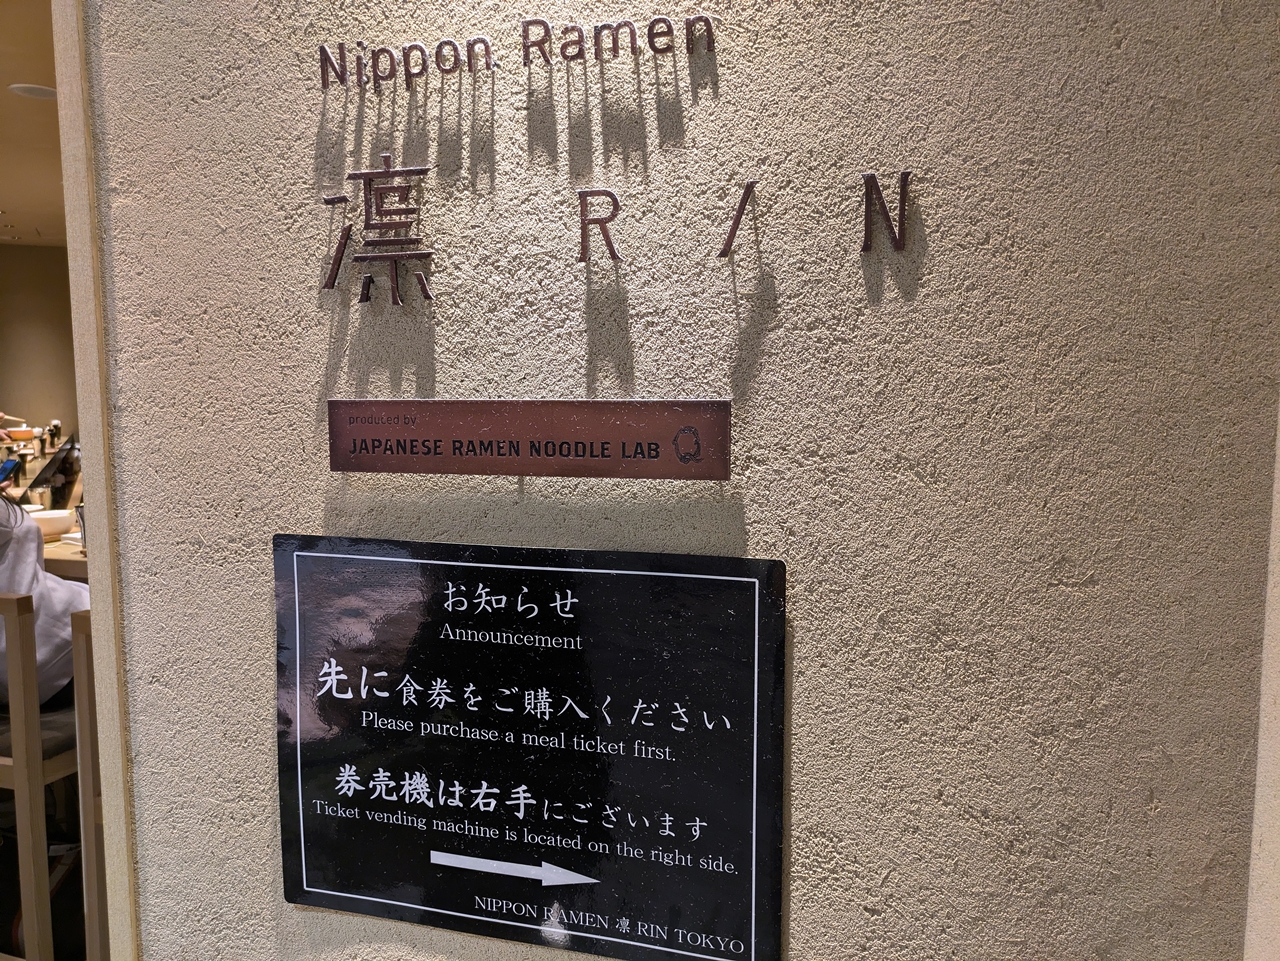 Nippon Ramen
凛 RIN
produced by
JAPANESE RAMEN NOODLE LAB Q
お知らせ
Announcement
先に食券をご購入ください
Please purchase a meal ticket first.
券売機は右手にございます
Ticket vending machine is located on the right side.
NIPPON RAMEN 凛 RIN TOKYO